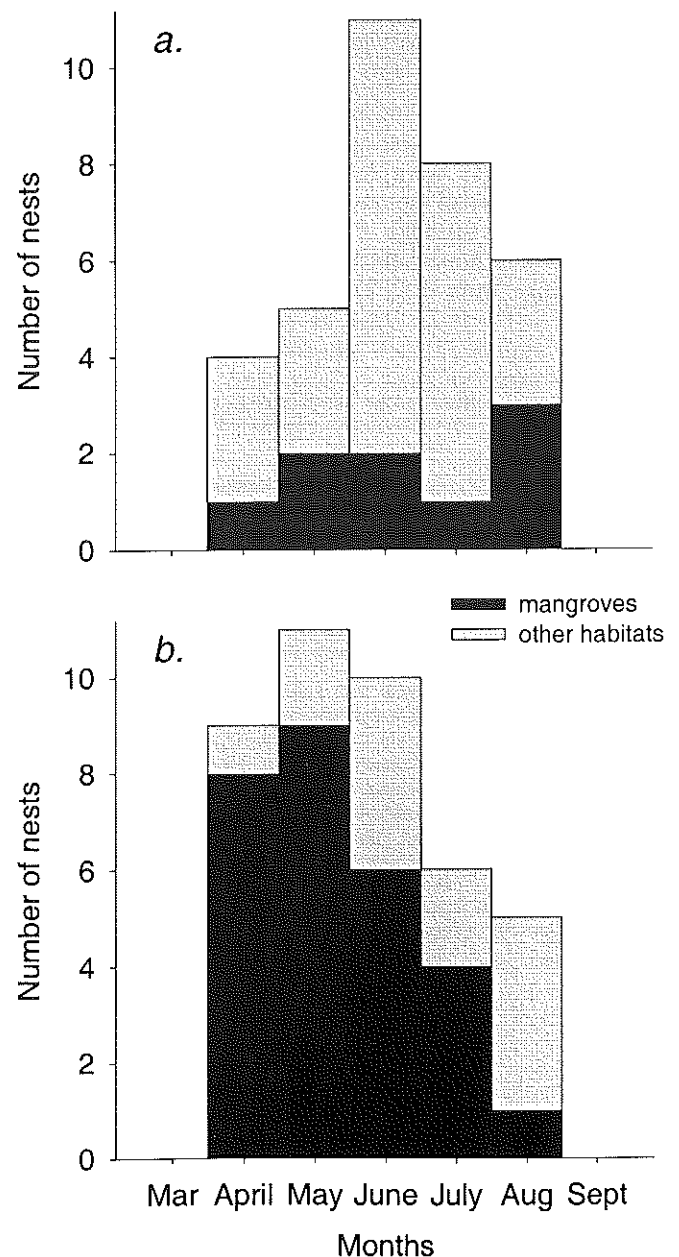 a.
10
8
6
4
2
0
Number of nests
mangroves
other habitats
b.
10
8
6
4
2
0
Number of nests
Mar April May June July Aug Sept
Months